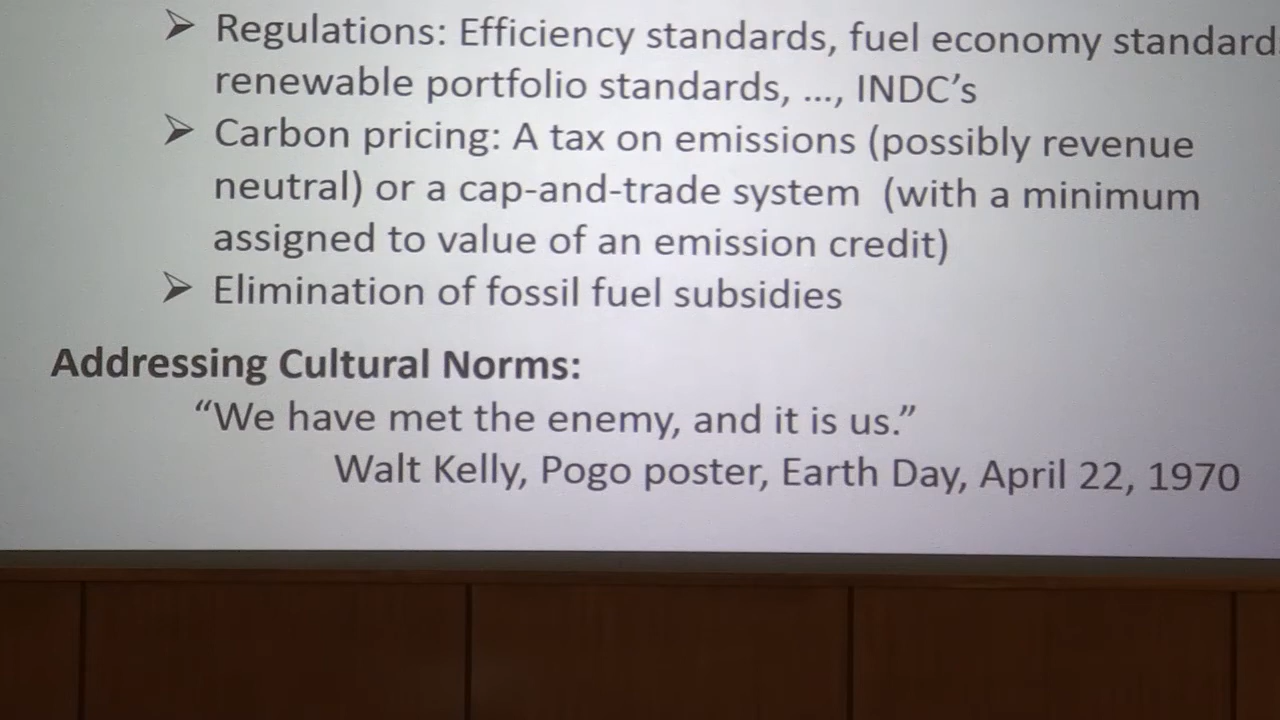 ➢ Regulations: Efficiency standards, fuel economy standard
renewable portfolio standards, ..., INDC’s
➢ Carbon pricing: A tax on emissions (possibly revenue
neutral) or a cap-and-trade system (with a minimum
assigned to value of an emission credit)
➢ Elimination of fossil fuel subsidies
Addressing Cultural Norms:
“We have met the enemy, and it is us.”
Walt Kelly, Pogo poster, Earth Day, April 22, 1970